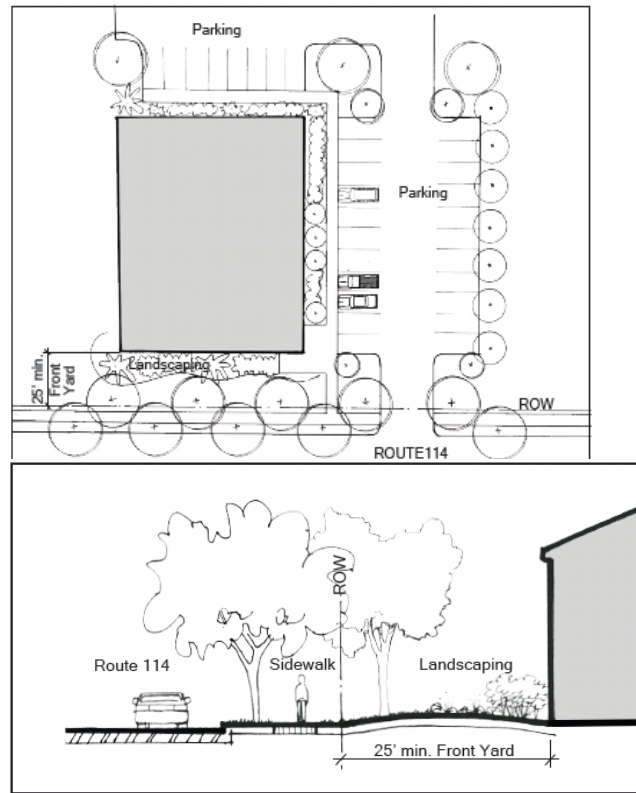 Parking
Parking
25' min.
Front
Yard
Landscaping
ROW
ROUTE114
ROW
Route 114
Sidewalk
Landscaping
25' min. Front Yard